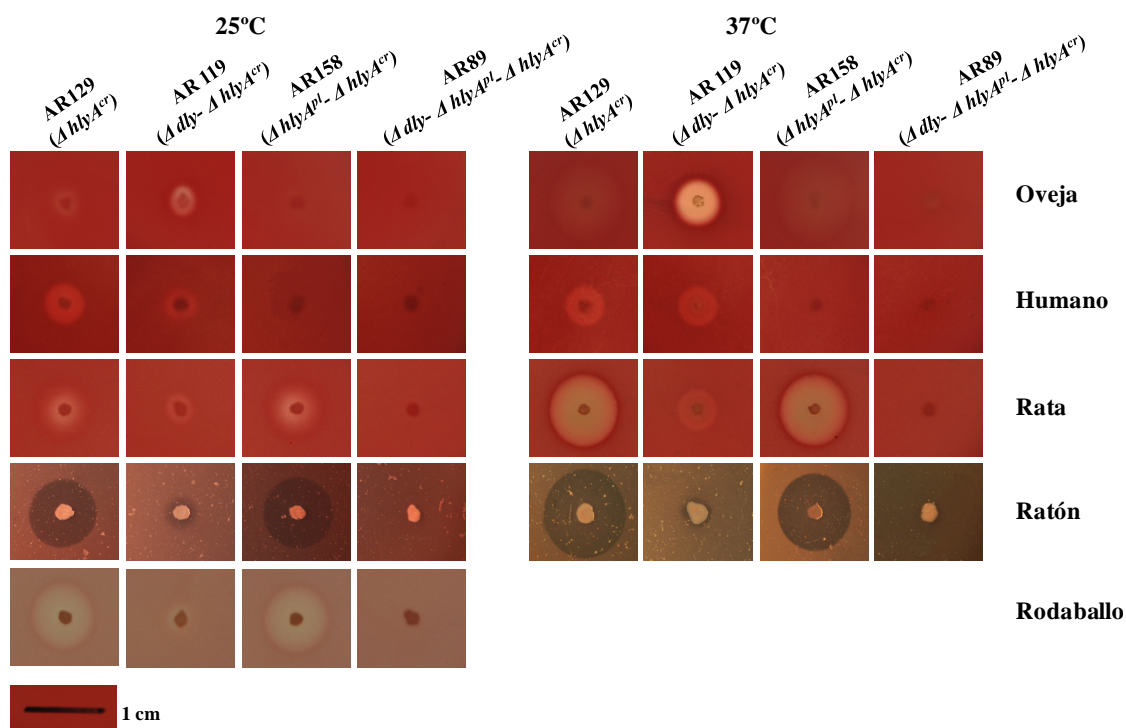 25ºC
37ºC
AR129
(Δ hlyA^cr)
AR 119
(Δ dly- Δ hlyA^cr)
AR158
(Δ hlyA^pl- Δ hlyA^cr)
AR89
(Δ dly- Δ hlyA^pl- Δ hlyA^cr)
AR129
(Δ hlyA^cr)
AR 119
(Δ dly- Δ hlyA^cr)
AR158
(Δ hlyA^pl- Δ hlyA^cr)
AR89
(Δ dly- Δ hlyA^pl- Δ hlyA^cr)
Oveja
Humano
Rata
Ratón
Rodaballo
1 cm